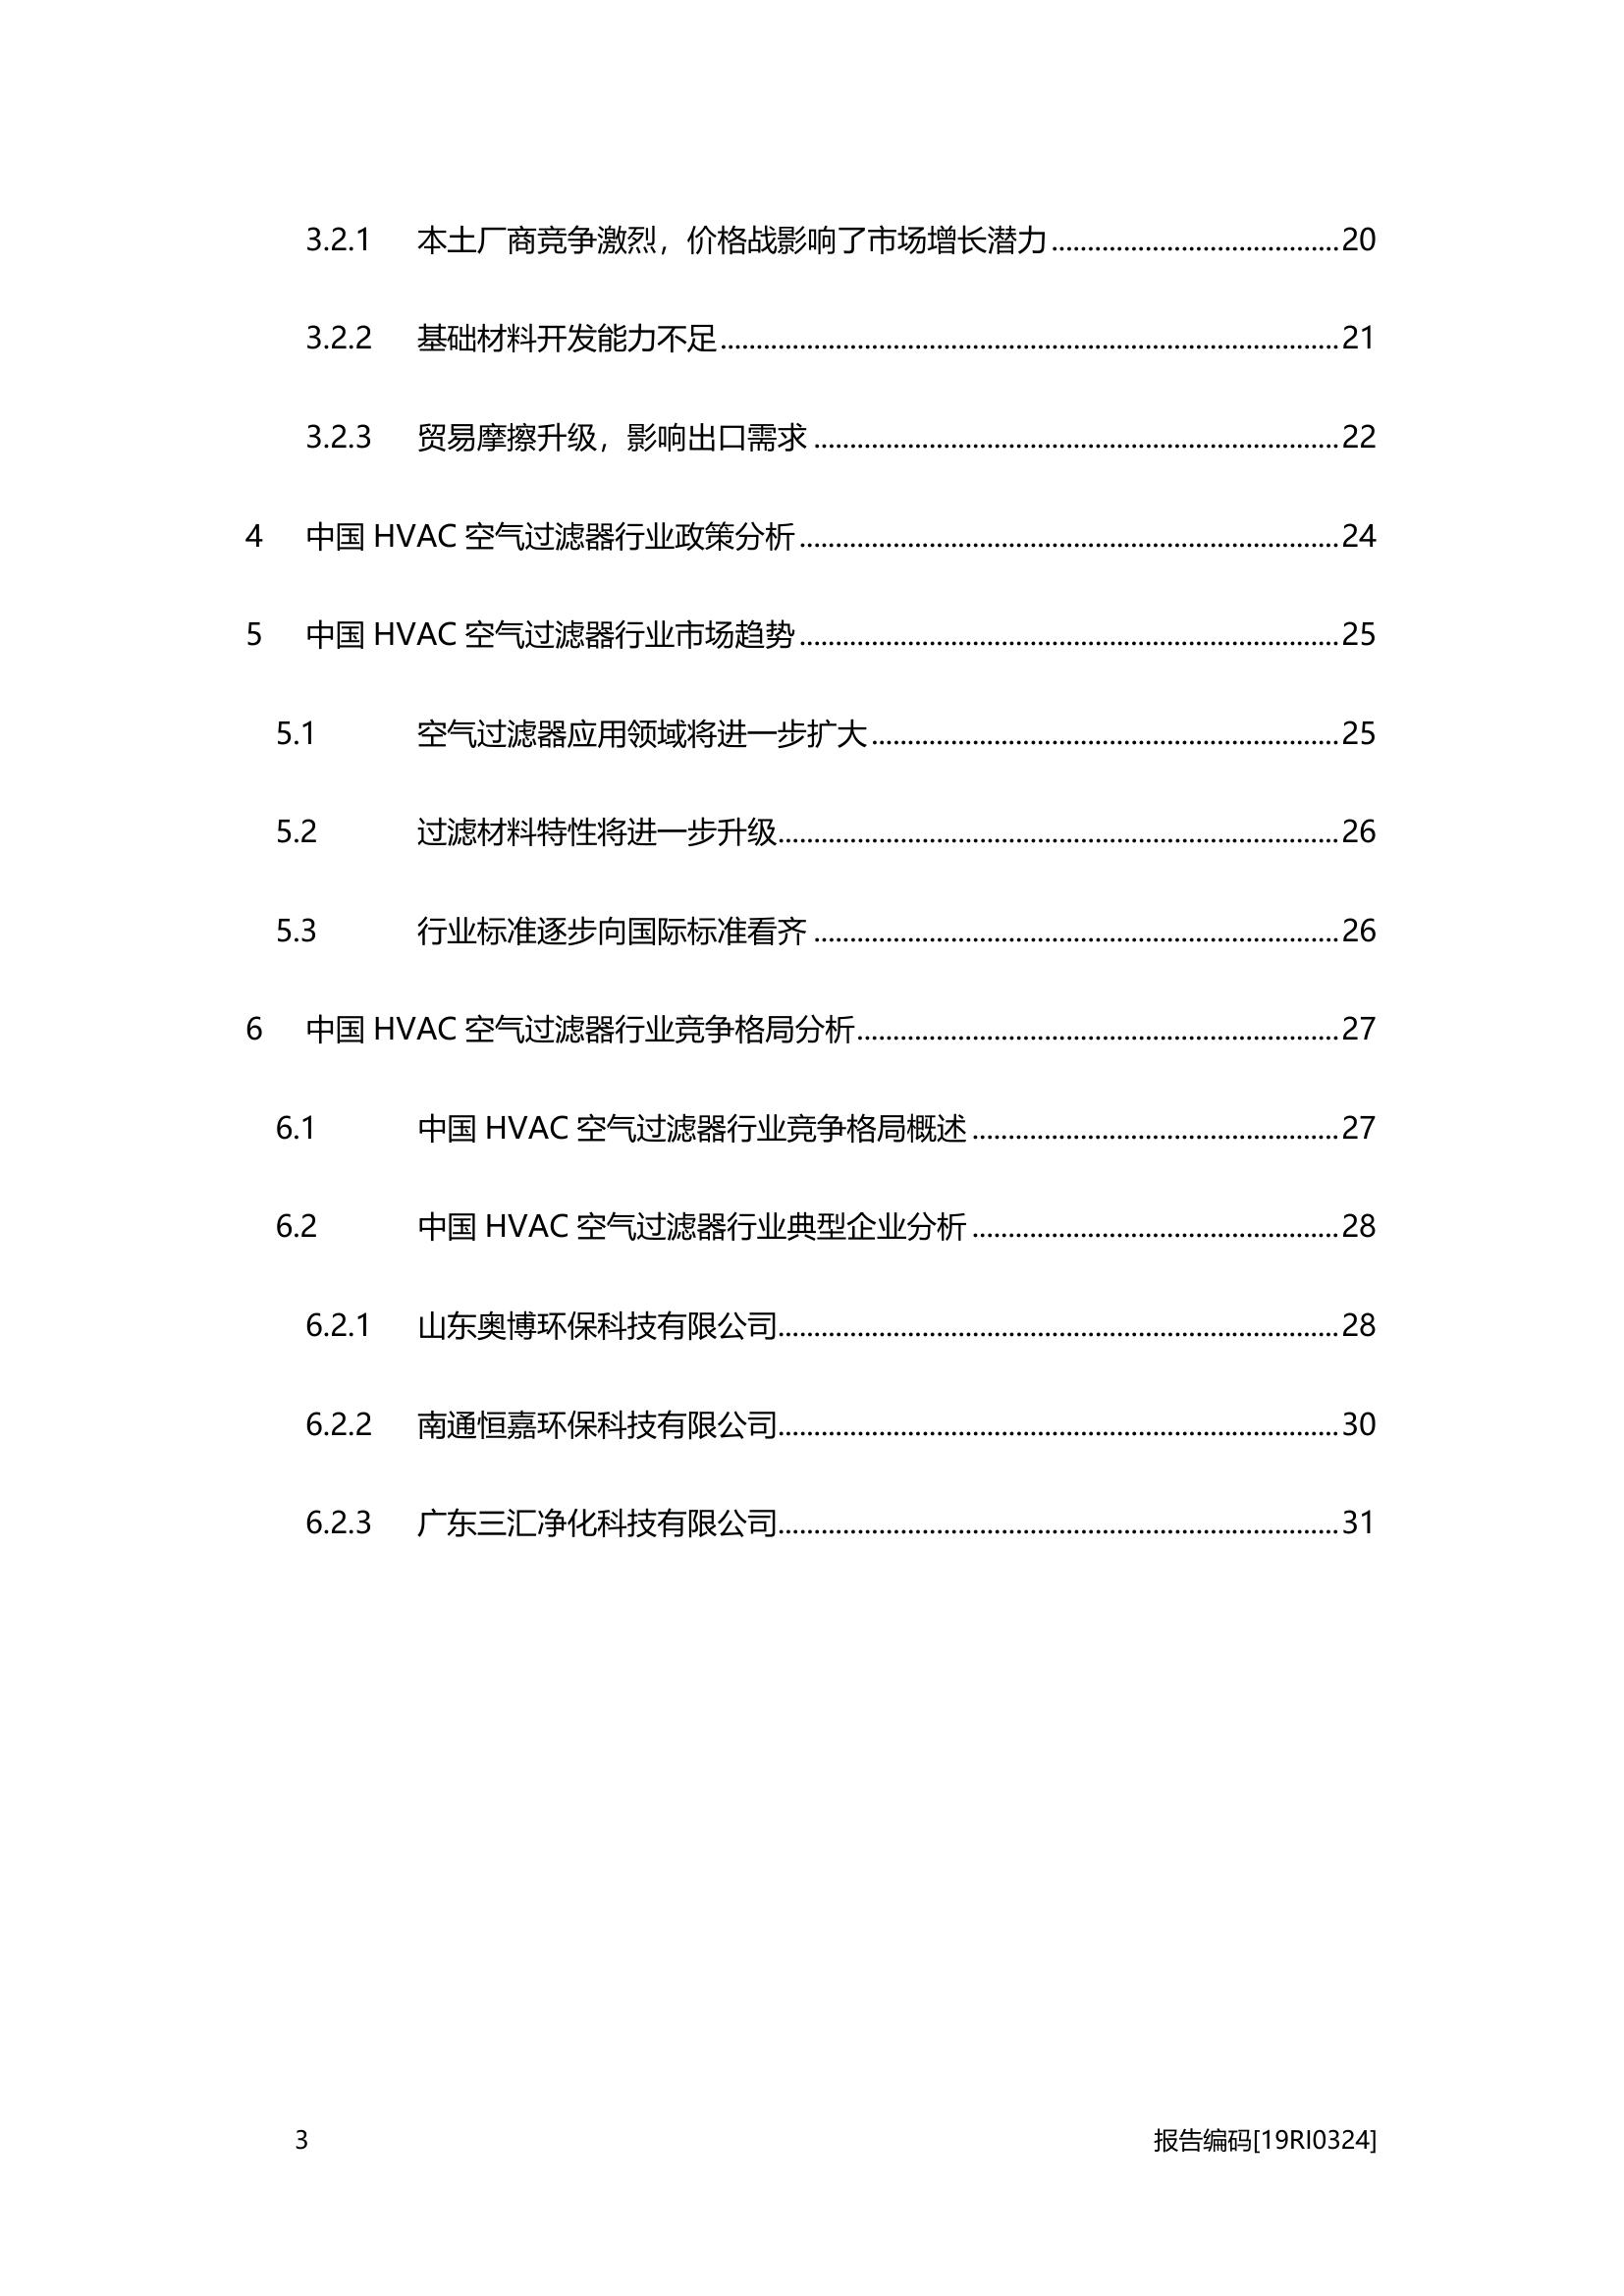 3.2.1 本土厂商竞争激烈，价格战影响了市场增长潜力........................................20
3.2.2 基础材料开发能力不足........................................21
3.2.3 贸易摩擦升级，影响出口需求........................................22
4 中国 HVAC 空气过滤器行业政策分析........................................24
5 中国 HVAC 空气过滤器行业市场趋势........................................25
5.1 空气过滤器应用领域将进一步扩大........................................25
5.2 过滤材料特性将进一步升级........................................26
5.3 行业标准逐步向国际标准看齐........................................26
6 中国 HVAC 空气过滤器行业竞争格局分析........................................27
6.1 中国 HVAC 空气过滤器行业竞争格局概述........................................27
6.2 中国 HVAC 空气过滤器行业典型企业分析........................................28
6.2.1 山东奥博环保科技有限公司........................................28
6.2.2 南通恒嘉环保科技有限公司........................................30
6.2.3 广东三汇净化科技有限公司........................................31
3 报告编码[19RI0324]